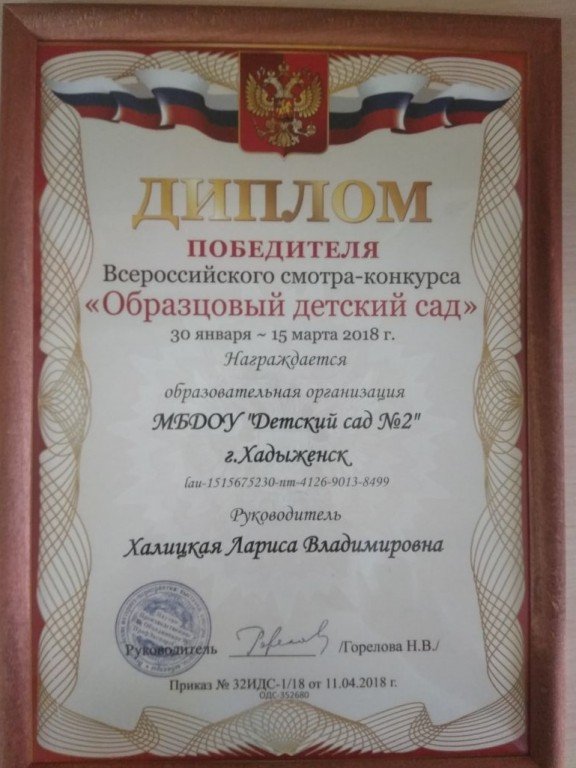 ДИПЛОМ
ПОБЕДИТЕЛЯ
Всероссийского смотра-конкурса
«Образцовый детский сад»
30 января ~ 15 марта 2018 г.
Награждается
образовательная организация
МБДОУ "Детский сад №2"
г.Хадыженск
lau-1515675230-nm-4126-9013-8499
Руководитель
Халицкая Лариса Владимировна
Руководитель /Горелова Н.В./
Приказ № 32ИДС-1/18 от 11.04.2018 г.
ОДС-352680